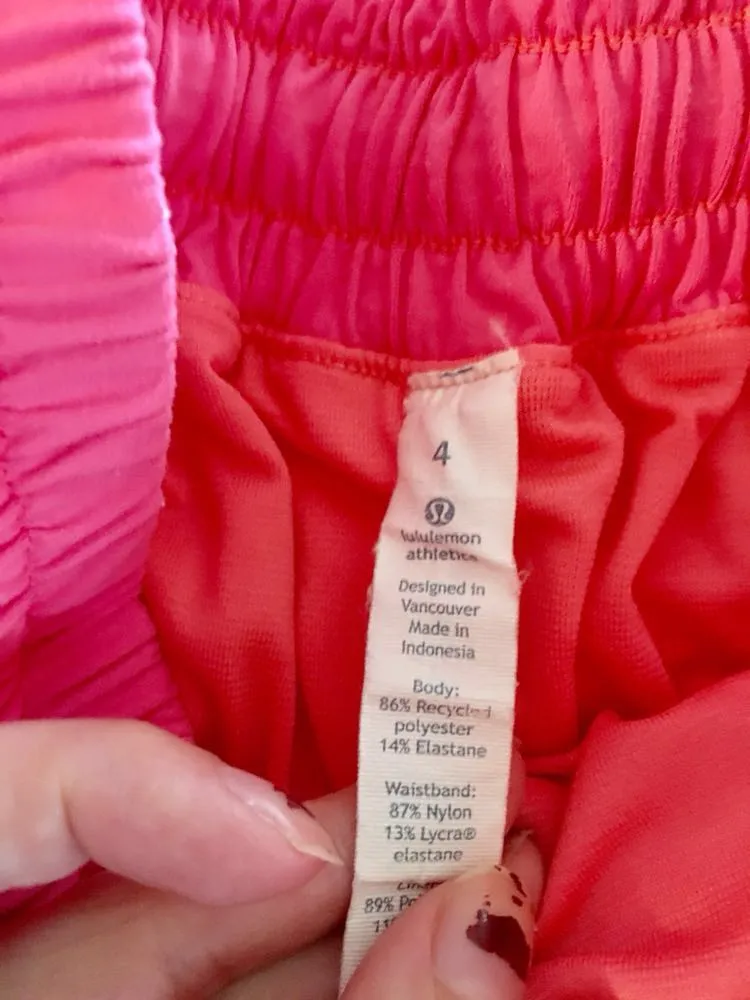 4
lululemon
athletica
Designed in
Vancouver
Made in
Indonesia
Body:
86% Recycled
polyester
14% Elastane
Waistband:
87% Nylon
13% Lycra®
elastane
89%